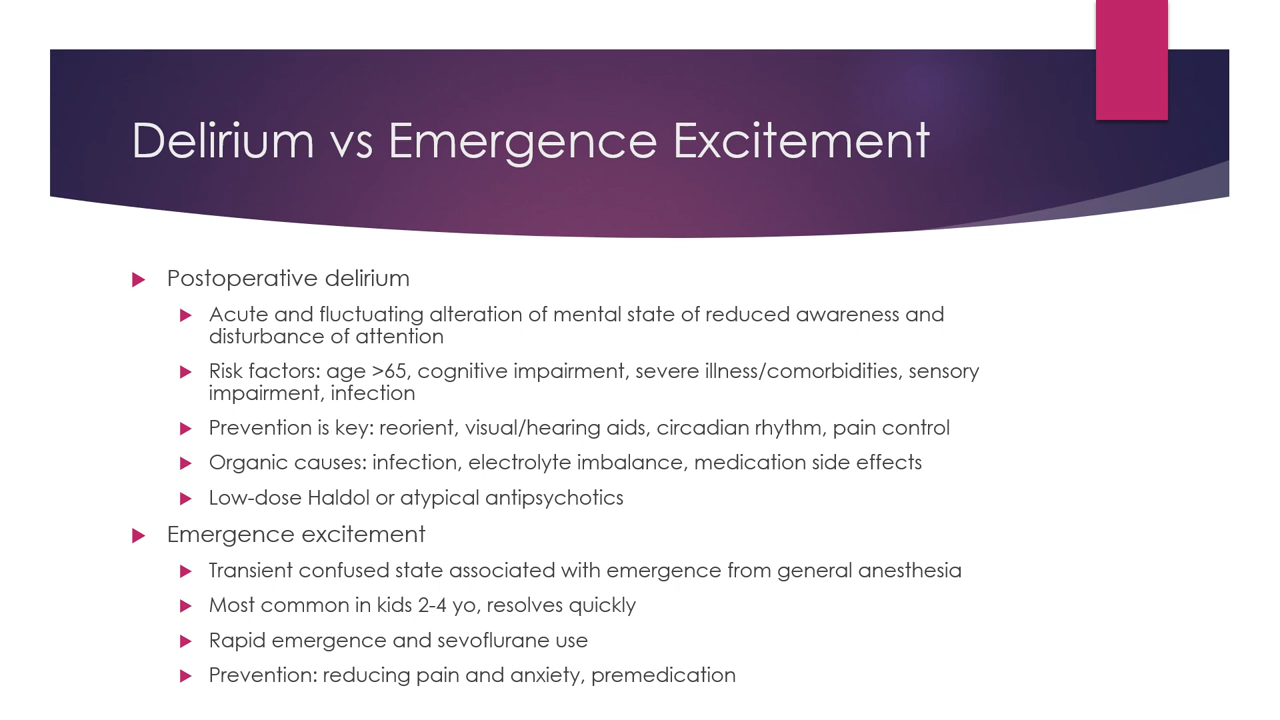 Delirium vs Emergence Excitement
Postoperative delirium
Acute and fluctuating alteration of mental state of reduced awareness and
disturbance of attention
Risk factors: age >65, cognitive impairment, severe illness/comorbidities, sensory
impairment, infection
Prevention is key: reorient, visual/hearing aids, circadian rhythm, pain control
Organic causes: infection, electrolyte imbalance, medication side effects
Low-dose Haldol or atypical antipsychotics
Emergence excitement
Transient confused state associated with emergence from general anesthesia
Most common in kids 2-4 yo, resolves quickly
Rapid emergence and sevoflurane use
Prevention: reducing pain and anxiety, premedication